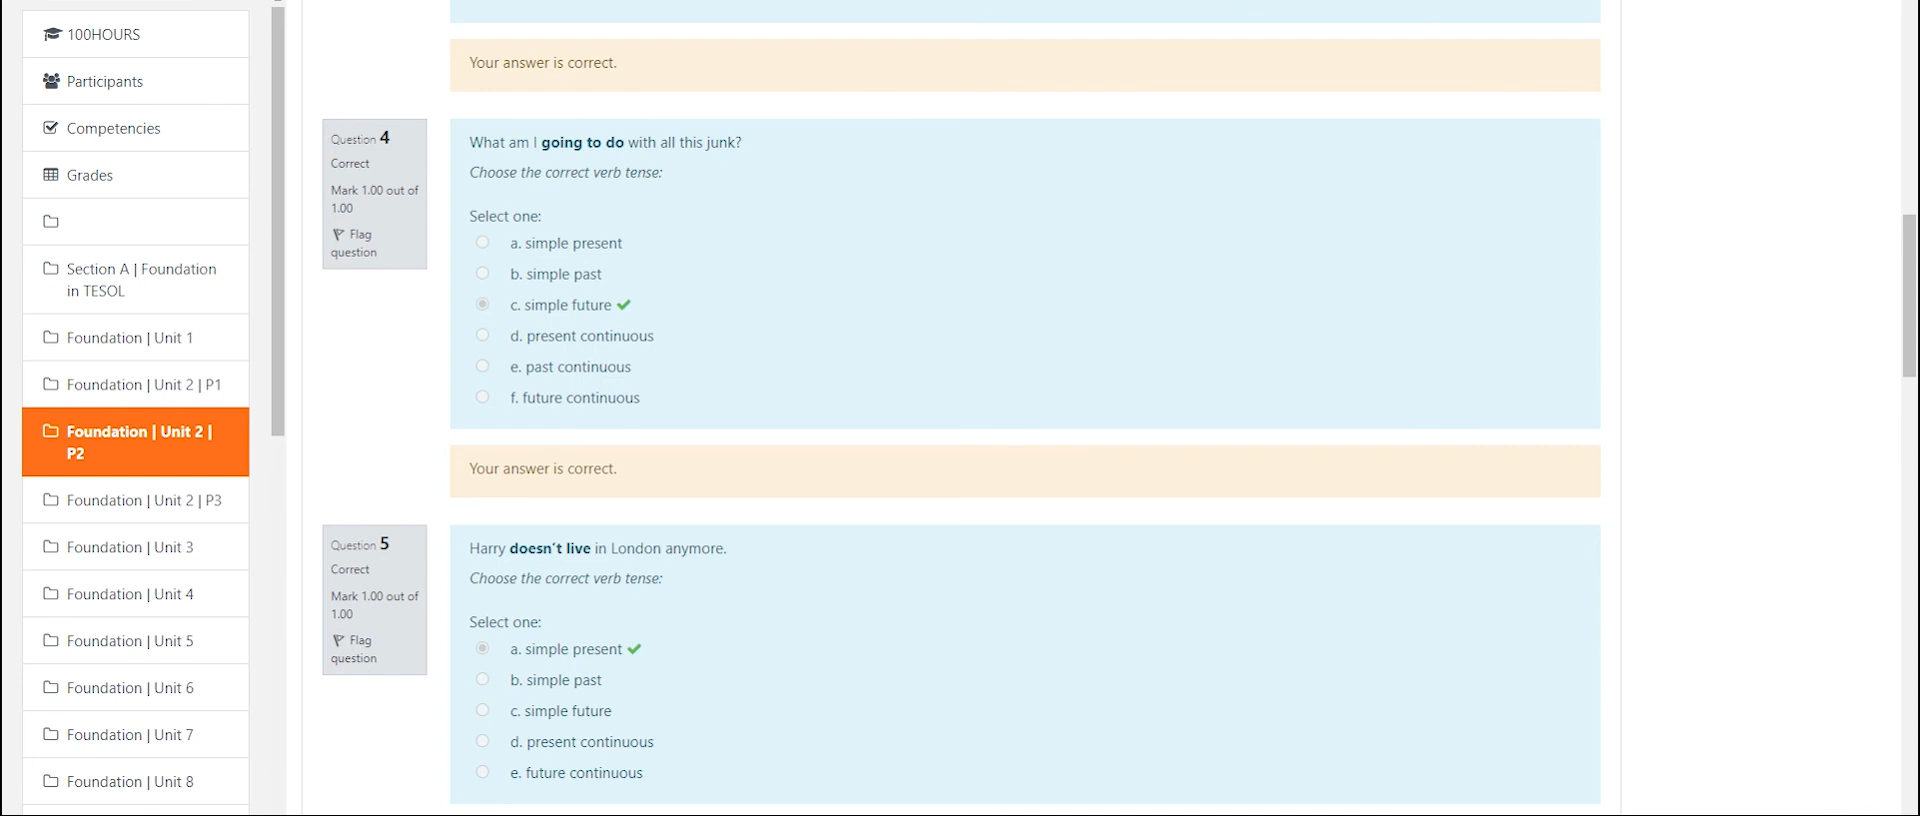 100HOURS
Participants
Competencies
Grades
Section A | Foundation
in TESOL
Foundation | Unit 1
Foundation | Unit 2 | P1
Foundation | Unit 2 |
P2
Foundation | Unit 2 | P3
Foundation | Unit 3
Foundation | Unit 4
Foundation | Unit 5
Foundation | Unit 6
Foundation | Unit 7
Foundation | Unit 8
Your answer is correct.
Question 4
Correct
Mark 1.00 out of
1.00
Flag
question
What am I going to do with all this junk?
Choose the correct verb tense:
Select one:
a. simple present
b. simple past
c. simple future
d. present continuous
e. past continuous
f. future continuous
Your answer is correct.
Question 5
Correct
Mark 1.00 out of
1.00
Flag
question
Harry doesn't live in London anymore.
Choose the correct verb tense:
Select one:
a. simple present
b. simple past
c. simple future
d. present continuous
e. future continuous